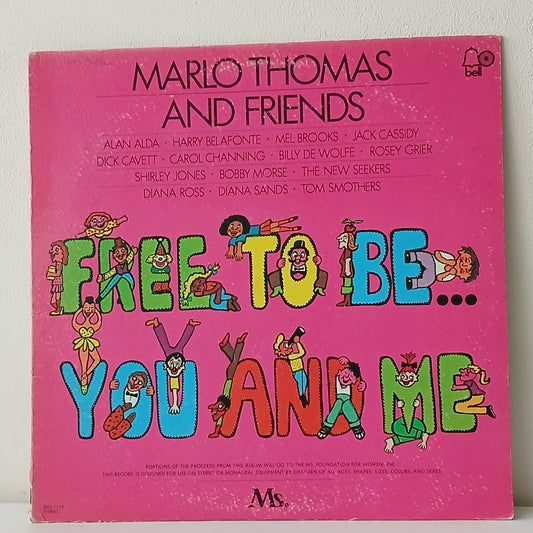 MARLO THOMAS
AND FRIENDS
bell
ALAN ALDA · HARRY BELAFONTE · MEL BROOKS · JACK CASSIDY
DICK CAVETT · CAROL CHANNING · BILLY DE WOLFE · ROSEY GRIER
SHIRLEY JONES · BOBBY MORSE · THE NEW SEEKERS
DIANA ROSS · DIANA SANDS · TOM SMOTHERS
FREE TO BE...
YOU AND ME
PORTIONS OF THE PROCEEDS FROM THIS ALBUM WILL GO TO THE MS. FOUNDATION FOR WOMEN, INC.
THIS RECORD IS DESIGNED FOR USE ON STEREO OR MONAURAL EQUIPMENT BY CHILDREN OF ALL AGES, SHAPES, SIZES, COLORS, AND SEXES.
Ms.
BELL 1110
STEREO